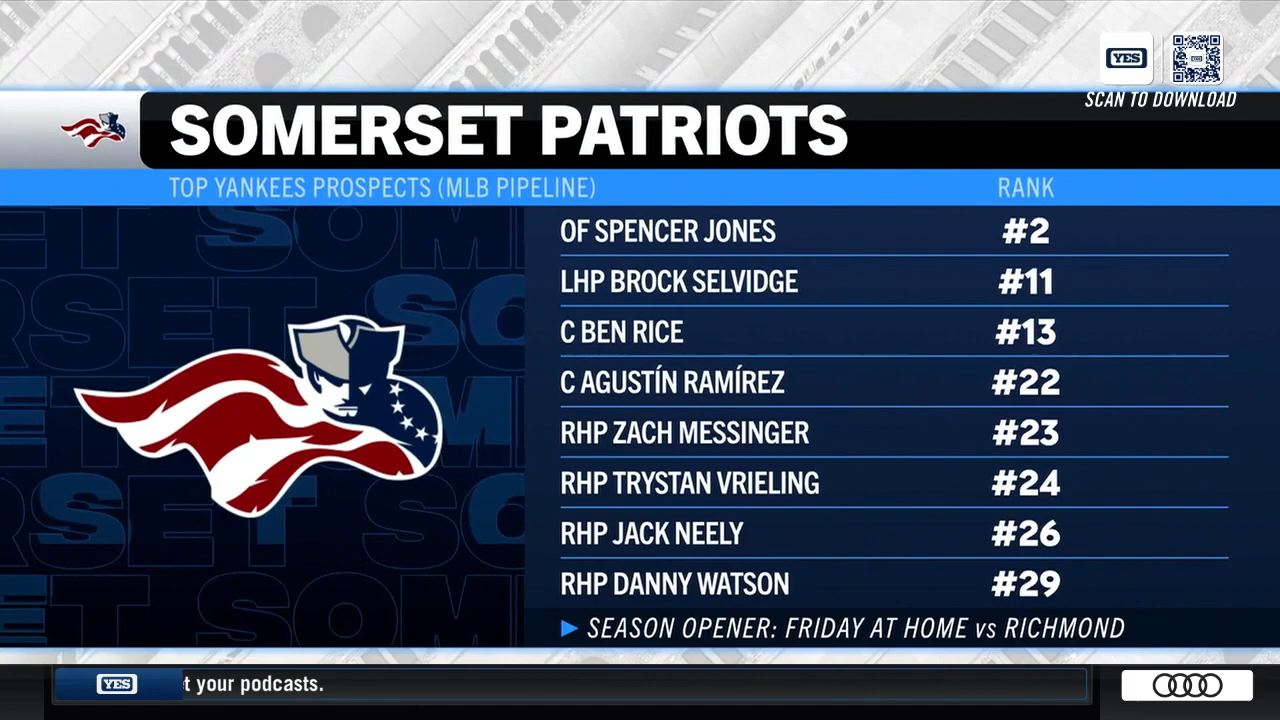 YES
SCAN TO DOWNLOAD
SOMERSET PATRIOTS
TOP YANKEES PROSPECTS (MLB PIPELINE) RANK
OF SPENCER JONES #2
LHP BROCK SELVIDGE #11
C BEN RICE #13
C AGUSTÍN RAMÍREZ #22
RHP ZACH MESSINGER #23
RHP TRYSTAN VRIELING #24
RHP JACK NEELY #26
RHP DANNY WATSON #29
SEASON OPENER: FRIDAY AT HOME vs RICHMOND
YES t your podcasts.